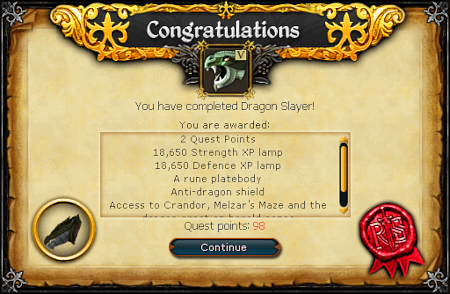 Congratulations
V
You have completed Dragon Slayer!
You are awarded:
2 Quest Points
18,650 Strength XP lamp
18,650 Defence XP lamp
A rune platebody
Anti-dragon shield
Access to Crandor, Melzar's Maze and the
Quest points: 98
Continue